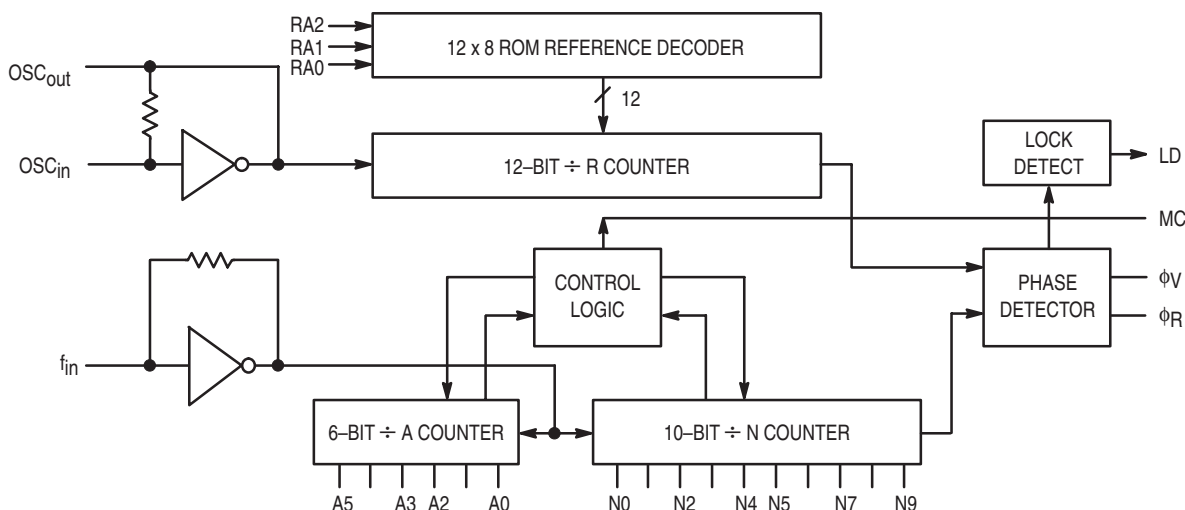 RA2
RA1
RA0
12 x 8 ROM REFERENCE DECODER
OSCout
12
OSCin
12–BIT ÷ R COUNTER
LOCK
DETECT
LD
MC
CONTROL
LOGIC
PHASE
DETECTOR
ϕV
ϕR
fin
6–BIT ÷ A COUNTER
10–BIT ÷ N COUNTER
A5 A3 A2 A0 N0 N2 N4 N5 N7 N9